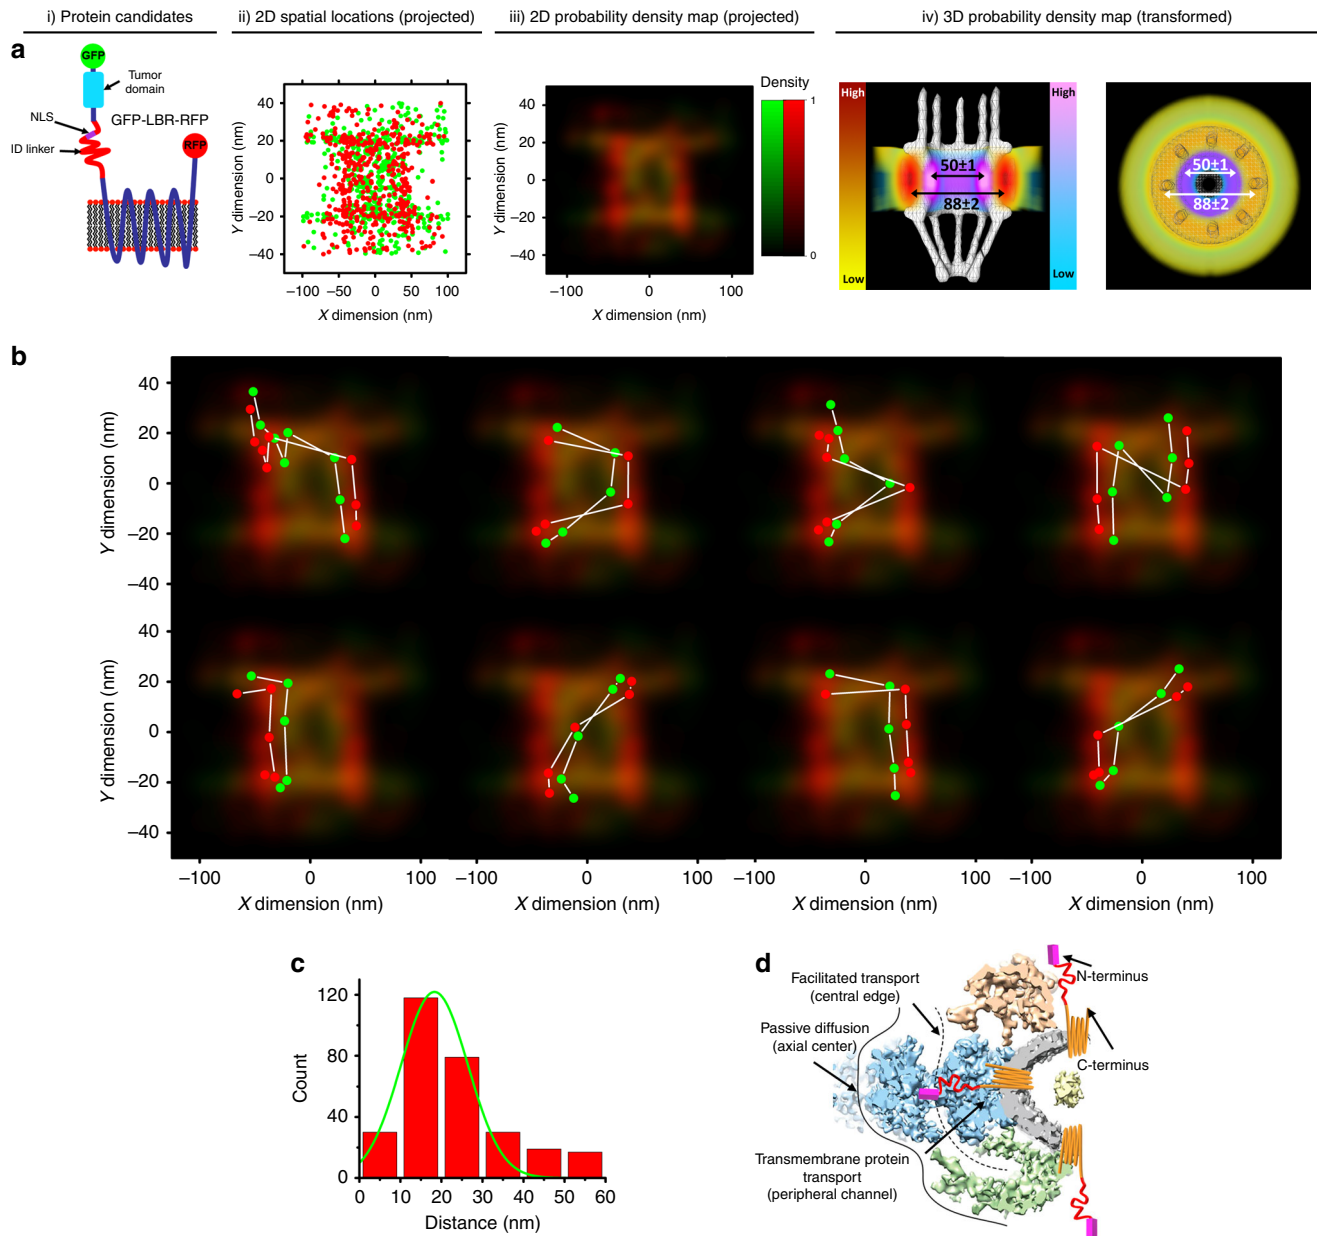 i) Protein candidates
ii) 2D spatial locations (projected)
iii) 2D probability density map (projected)
iv) 3D probability density map (transformed)
a
GFP
Tumor
domain
NLS
GFP-LBR-RFP
ID linker
RFP
Y dimension (nm)
40
20
0
−20
−40
−100
−50
0
50
100
X dimension (nm)
Y dimension (nm)
40
20
0
−20
−40
−100
0
100
X dimension (nm)
Density
1
0
High
Low
50±1
88±2
High
Low
50±1
88±2
b
Y dimension (nm)
40
20
0
−20
−40
Y dimension (nm)
40
20
0
−20
−40
−100
0
100
−100
0
100
−100
0
100
−100
0
100
X dimension (nm)
X dimension (nm)
X dimension (nm)
X dimension (nm)
c
Count
120
80
40
0
0
10
20
30
40
50
60
Distance (nm)
d
Facilitated transport
(central edge)
Passive diffusion
(axial center)
N-terminus
C-terminus
Transmembrane protein
transport
(peripheral channel)